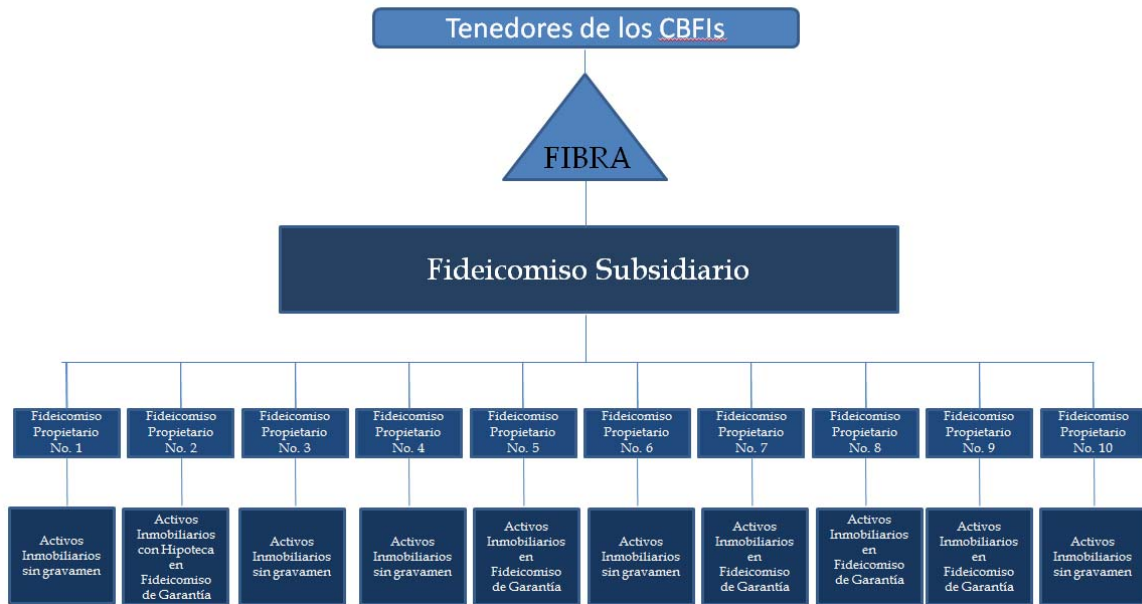 Tenedores de los CBFIs
FIBRA
Fideicomiso Subsidiario
Fideicomiso
Propietario
No. 1
Fideicomiso
Propietario
No. 2
Fideicomiso
Propietario
No. 3
Fideicomiso
Propietario
No. 4
Fideicomiso
Propietario
No. 5
Fideicomiso
Propietario
No. 6
Fideicomiso
Propietario
No. 7
Fideicomiso
Propietario
No. 8
Fideicomiso
Propietario
No. 9
Fideicomiso
Propietario
No. 10
Activos
Inmobiliarios
sin gravamen
Activos
Inmobiliarios
con Hipoteca
en
Fideicomiso
de Garantía
Activos
Inmobiliarios
sin gravamen
Activos
Inmobiliarios
sin gravamen
Activos
Inmobiliarios
en
Fideicomiso
de Garantía
Activos
Inmobiliarios
sin gravamen
Activos
Inmobiliarios
en
Fideicomiso
de Garantía
Activos
Inmobiliarios
en
Fideicomiso
de Garantía
Activos
Inmobiliarios
en
Fideicomiso
de Garantía
Activos
Inmobiliarios
sin gravamen